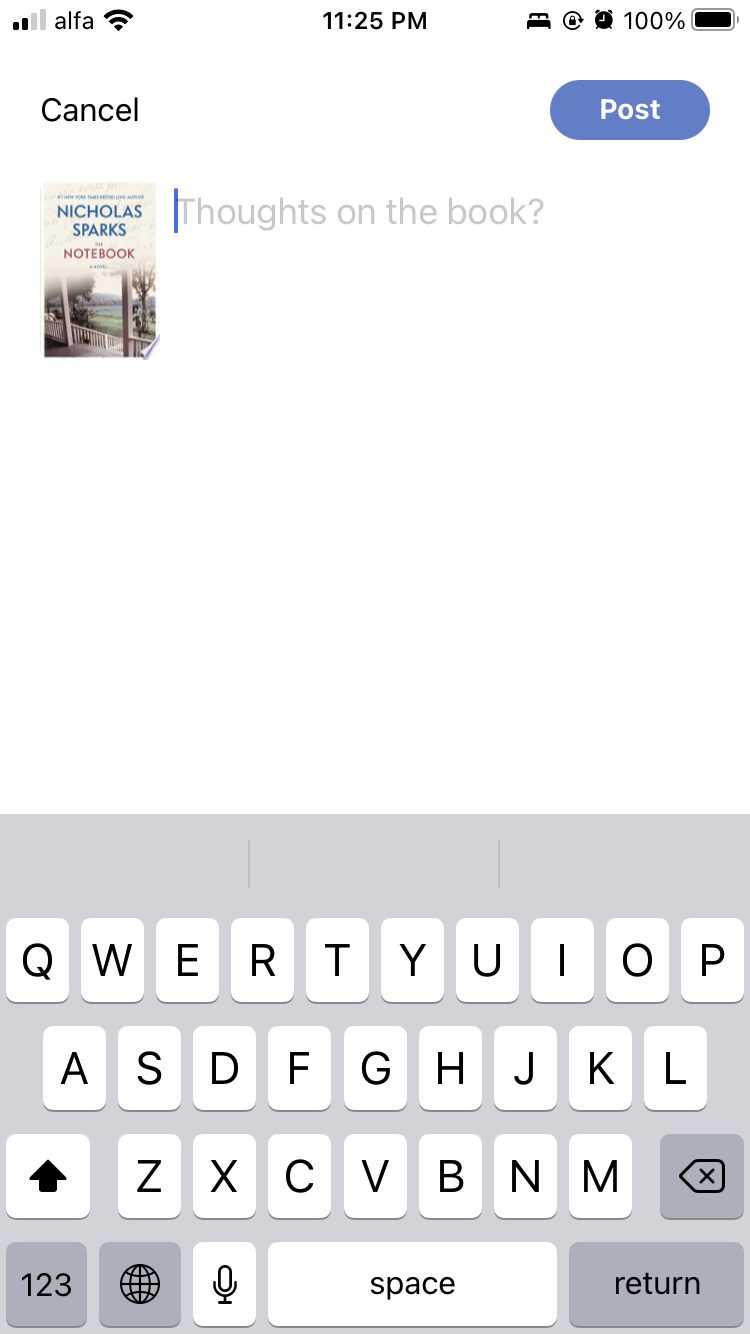 alfa 11:25 PM 100%
Cancel Post
#1 NEW YORK TIMES BESTSELLING AUTHOR
NICHOLAS
SPARKS
THE
NOTEBOOK
A NOVEL
Thoughts on the book?
Q W E R T Y U I O P
A S D F G H J K L
Z X C V B N M
123 space return